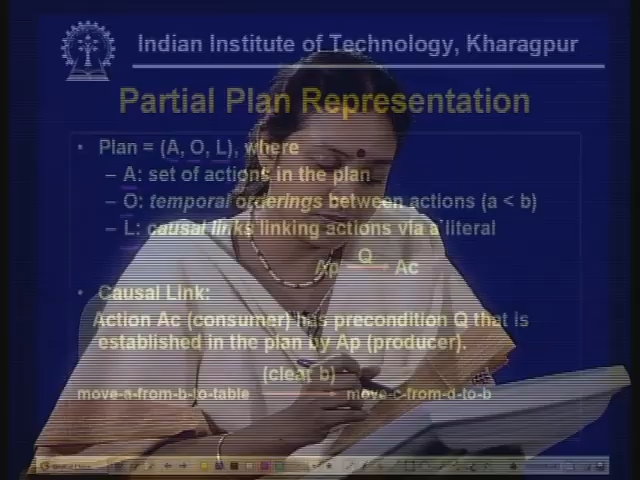 Indian Institute of Technology, Kharagpur
Partial Plan Representation
• Plan = (A, O, L), where
– A: set of actions in the plan
– O: temporal orderings between actions (a < b)
– L: causal links linking actions via a literal
Q
Ap Ac
• Causal Link:
Action Ac (consumer) has precondition Q that is
established in the plan by Ap (producer).
(clear b)
move-a-from-b-to-table move-c-from-d-to-b